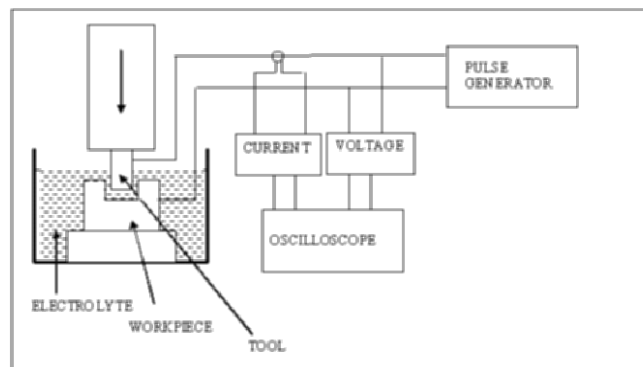 PULSE
GENERATOR
CURRENT
VOLTAGE
OSCILLOSCOPE
ELECTROLYTE
WORKPIECE
TOOL